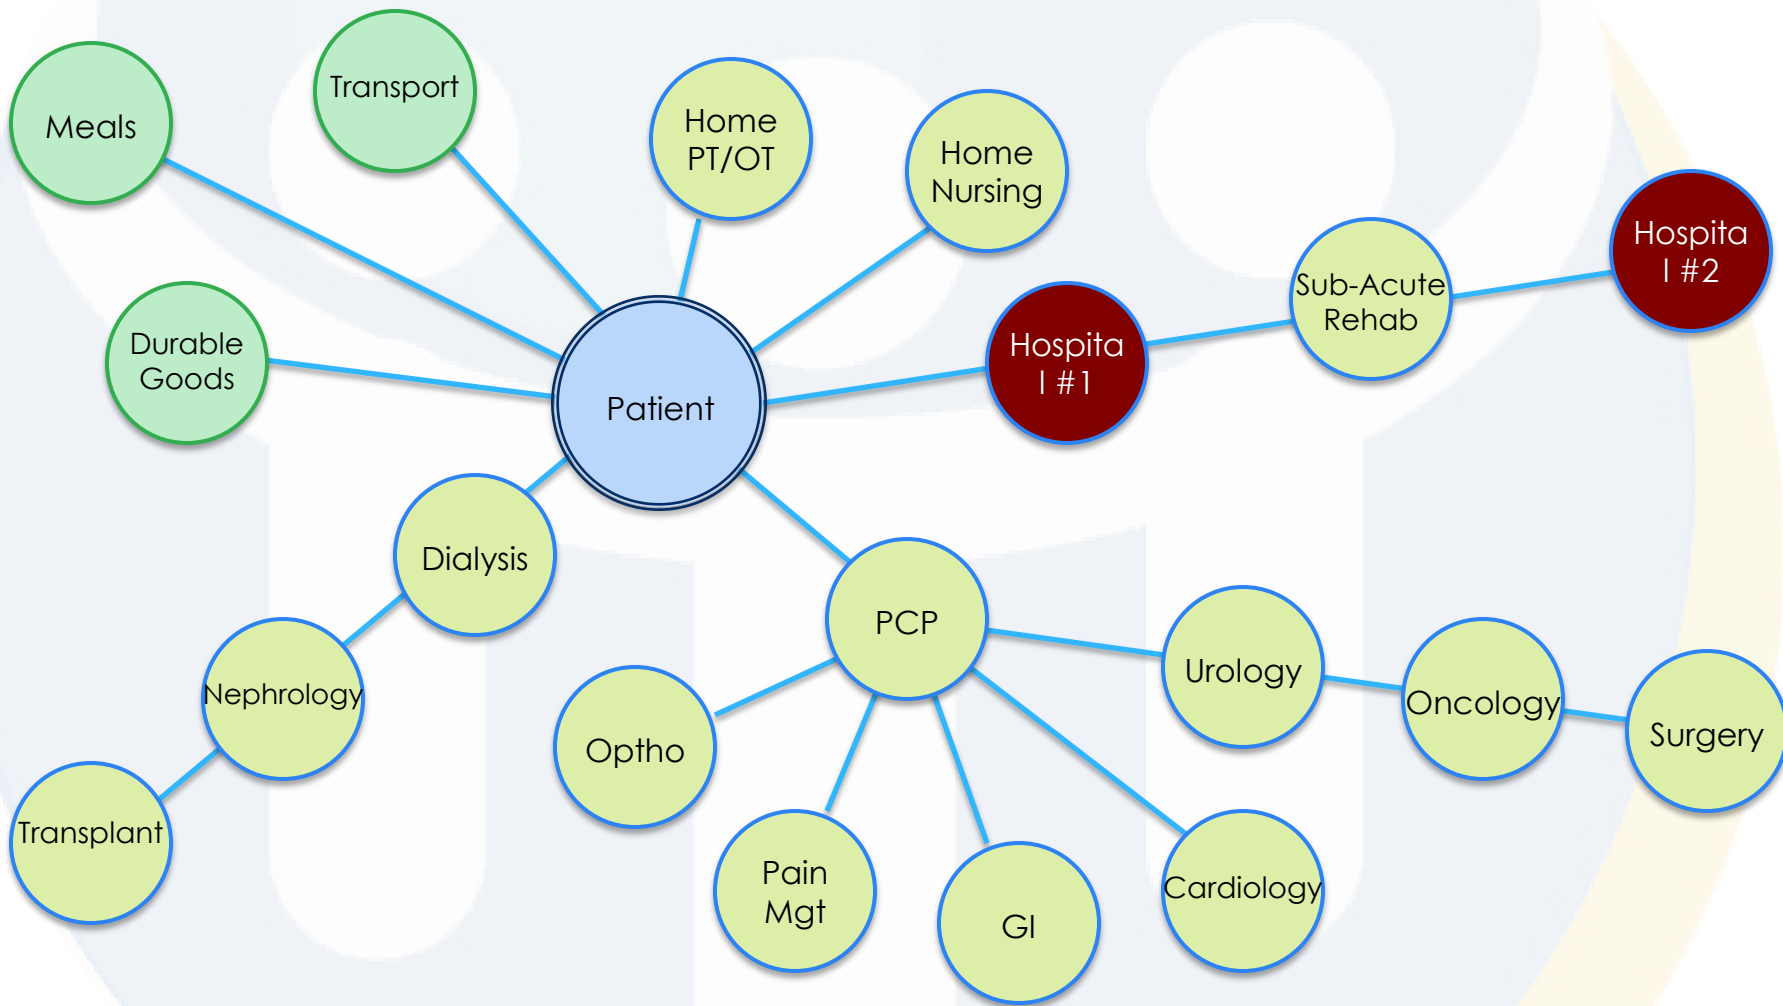 Meals
Transport
Home
PT/OT
Home
Nursing
Hospita
l #2
Sub-Acute
Rehab
Hospita
l #1
Durable
Goods
Patient
Dialysis
PCP
Urology
Oncology
Surgery
Nephrology
Optho
Transplant
Pain
Mgt
GI
Cardiology